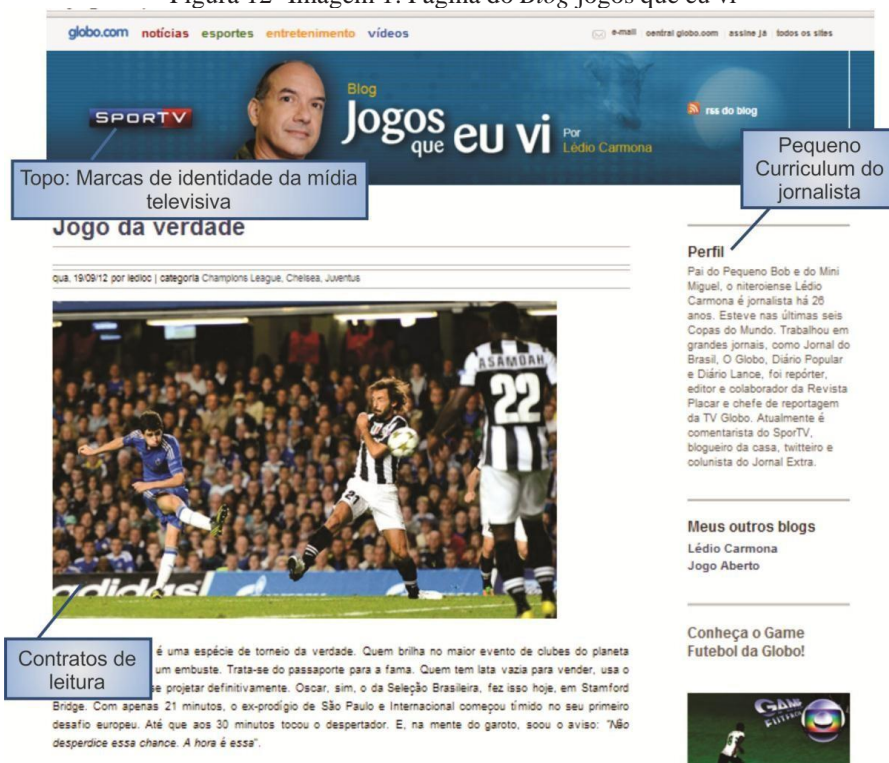 Figura 12- Imagem 1: Página do Blog jogos que eu vi
globo.com notícias esportes entretenimento vídeos
e-mail central globo.com assine já todos os sites
SPORTV
Blog
Jogos
que eu vi
Por
Lédio Carmona
rss do blog
Topo: Marcas de identidade da mídia
televisiva
Pequeno
Curriculum do
jornalista
Jogo da verdade
qua, 19/09/12 por ledioc | categoria Champions League, Chelsea, Juventus
ASAMOAH
22
21
adidas
Contratos de
leitura
é uma espécie de torneio da verdade. Quem brilha no maior evento de clubes do planeta
um embuste. Trata-se do passaporte para a fama. Quem tem lata vazia para vender, usa o
se projetar definitivamente. Oscar, sim, o da Seleção Brasileira, fez isso hoje, em Stamford
Bridge. Com apenas 21 minutos, o ex-prodígio de São Paulo e Internacional começou tímido no seu primeiro
desafio europeu. Até que aos 30 minutos tocou o despertador. E, na mente do garoto, soou o aviso: "Não
desperdice essa chance. A hora é essa".
Perfil
Pai do Pequeno Bob e do Mini
Miguel, o niteroiense Lédio
Carmona é jornalista há 26
anos. Esteve nas últimas seis
Copas do Mundo. Trabalhou em
grandes jornais, como Jornal do
Brasil, O Globo, Diário Popular
e Diário Lance, foi repórter,
editor e colaborador da Revista
Placar e chefe de reportagem
da TV Globo. Atualmente é
comentarista do SporTV,
blogueiro da casa, twitteiro e
colunista do Jornal Extra.
Meus outros blogs
Lédio Carmona
Jogo Aberto
Conheça o Game
Futebol da Globo!
GAME
FUTEBOL